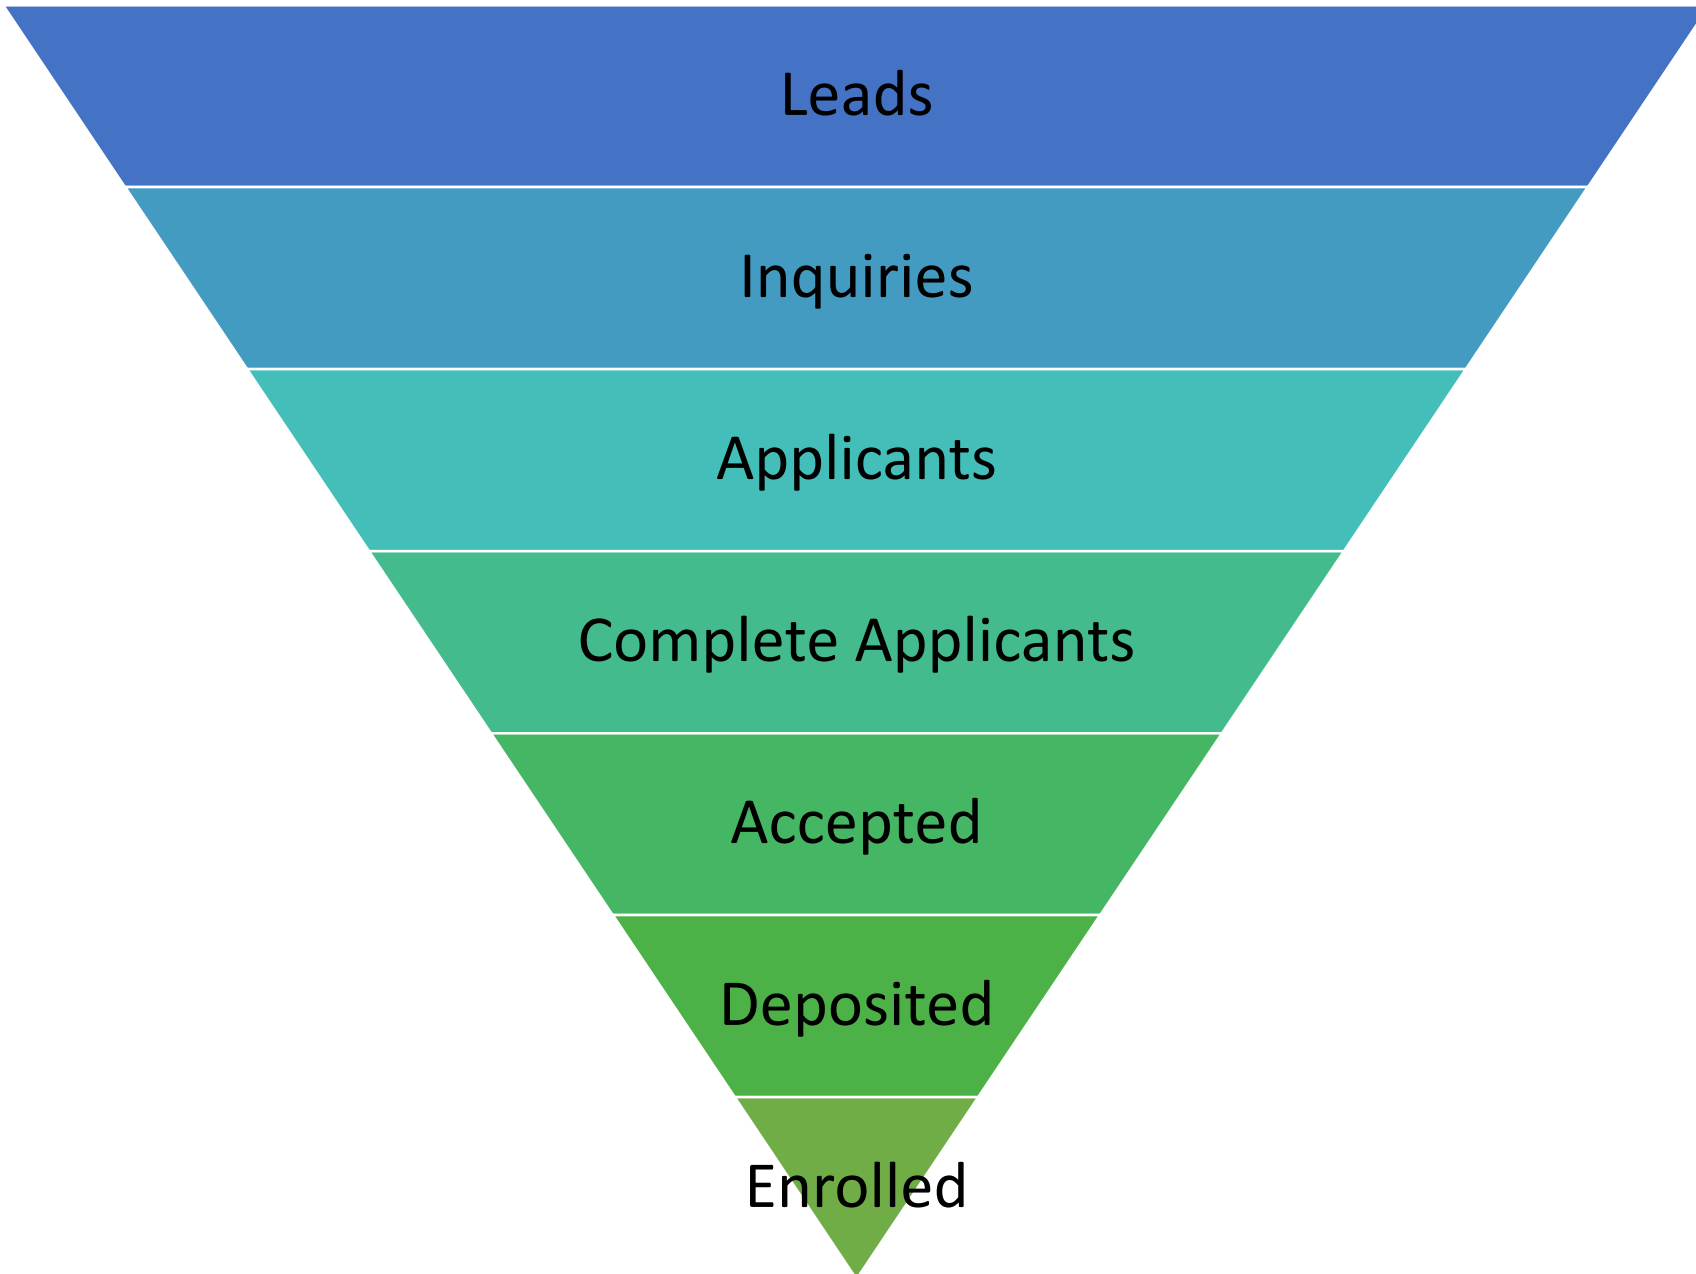 Leads
Inquiries
Applicants
Complete Applicants
Accepted
Deposited
Enrolled